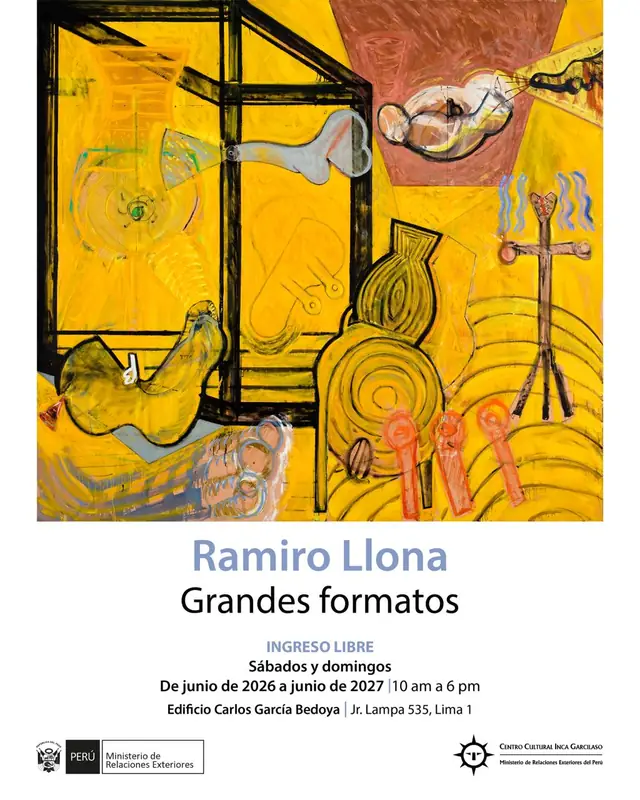 Ramiro Llona
Grandes formatos
INGRESO LIBRE
Sábados y domingos
De junio de 2026 a junio de 2027 | 10 am a 6 pm
Edificio Carlos García Bedoya | Jr. Lampa 535, Lima 1
PERÚ
Ministerio de
Relaciones Exteriores
CENTRO CULTURAL INCA GARCILASO
Ministerio de Relaciones Exteriores del Perú